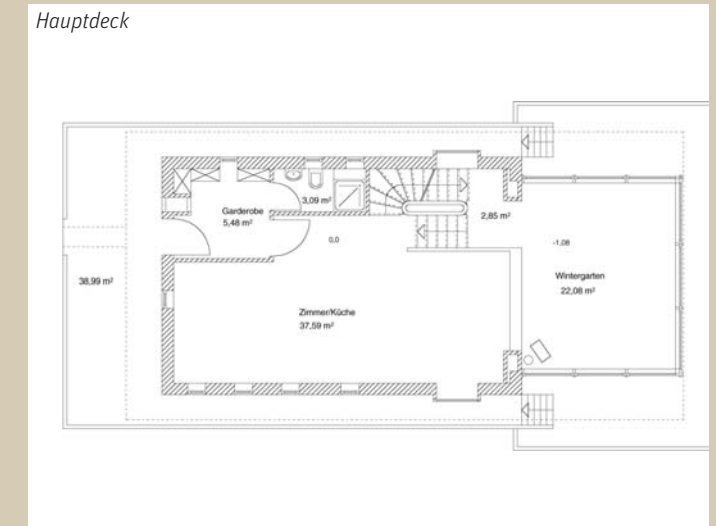 Hauptdeck
3,09 m²
Garderobe
5,48 m²
2,85 m²
0,0
-1,08
Wintergarten
22,08 m²
38,99 m²
Zimmer/Küche
37,59 m²